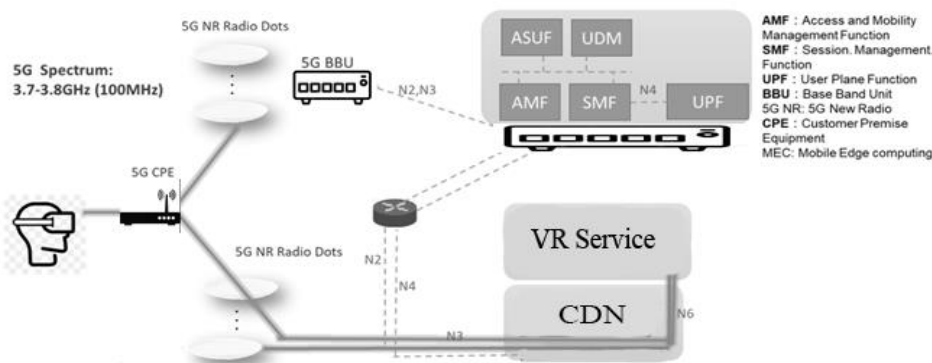 5G NR Radio Dots
5G Spectrum:
3.7-3.8GHz (100MHz)
5G BBU
N2,N3
ASUF
UDM
AMF
SMF
N4
UPF
AMF : Access and Mobility
Management Function
SMF : Session. Management.
Function
UPF : User Plane Function
BBU : Base Band Unit
5G NR: 5G New Radio
CPE : Customer Premise
Equipment
MEC: Mobile Edge computing
5G CPE
5G NR Radio Dots
N2
N4
VR Service
CDN
N6
N3